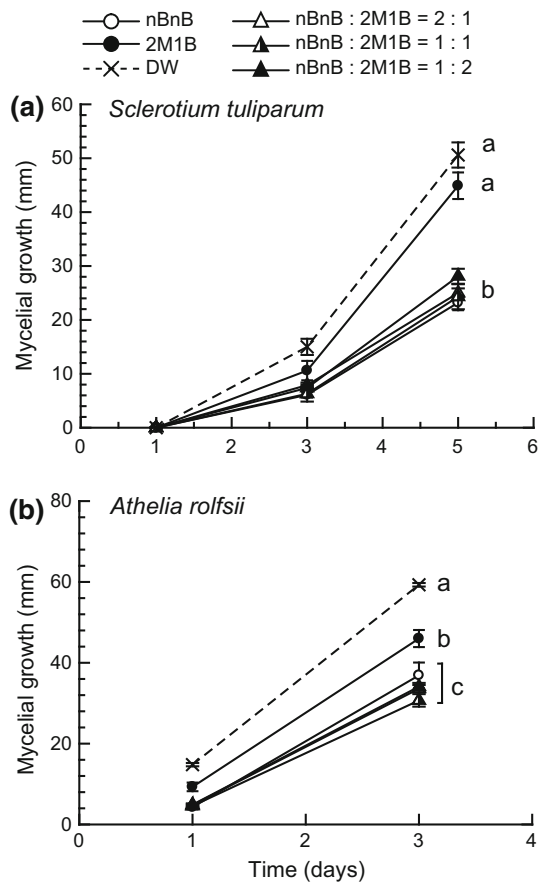 nBnB
2M1B
DW
nBnB : 2M1B = 2 : 1
nBnB : 2M1B = 1 : 1
nBnB : 2M1B = 1 : 2
(a) Sclerotium tuliparum
Mycelial growth (mm)
60
50
40
30
20
10
0
a
a
b
0 1 2 3 4 5 6
(b) Athelia rolfsii
Mycelial growth (mm)
80
60
40
20
0
a
b
c
0 1 2 3 4
Time (days)